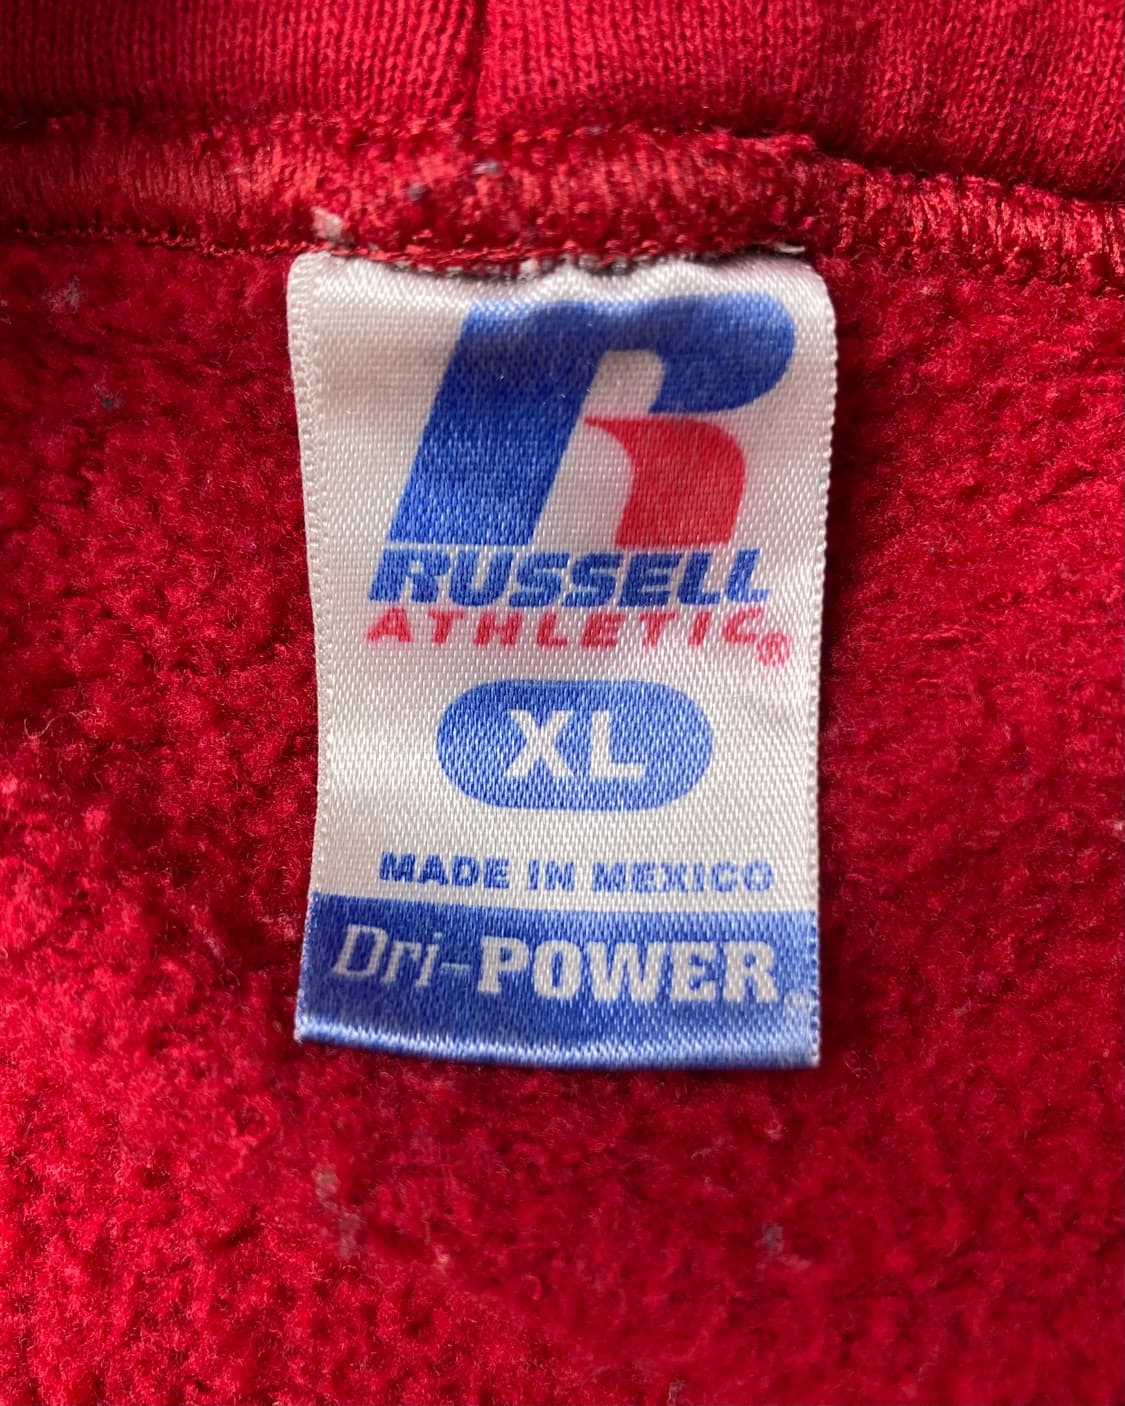 R
RUSSELL
ATHLETIC®
XL
MADE IN MEXICO
Dri-POWER®